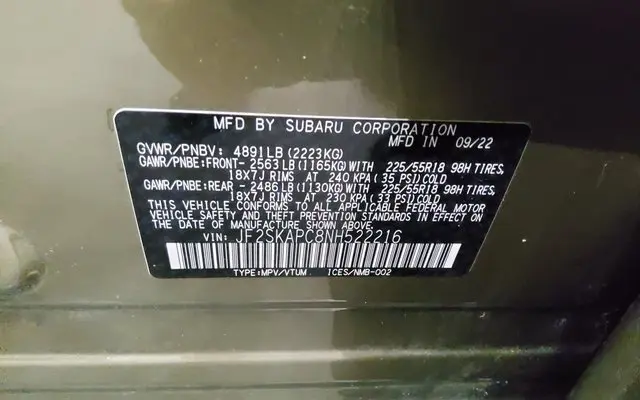 MFD BY SUBARU CORPORATION
GVWR/PNBV: 4891LB (2223KG) MFD IN 09/22
GAWR/PNBE:FRONT- 2563 LB (1165KG) WITH 225/55R18 98H TIRES,
18X7J RIMS AT 240 KPA (35 PSI) COLD
GAWR/PNBE:REAR - 2486 LB (1130KG) WITH 225/55R18 98H TIRES,
18X7J RIMS AT 230 KPA (33 PSI) COLD
THIS VEHICLE CONFORMS TO ALL APPLICABLE FEDERAL MOTOR
VEHICLE SAFETY AND THEFT PREVENTION STANDARDS IN EFFECT ON
THE DATE OF MANUFACTURE SHOWN ABOVE.
VIN: JF2SKAPC8NH522216
TYPE:MPV/VTUM ICES/NMB-002